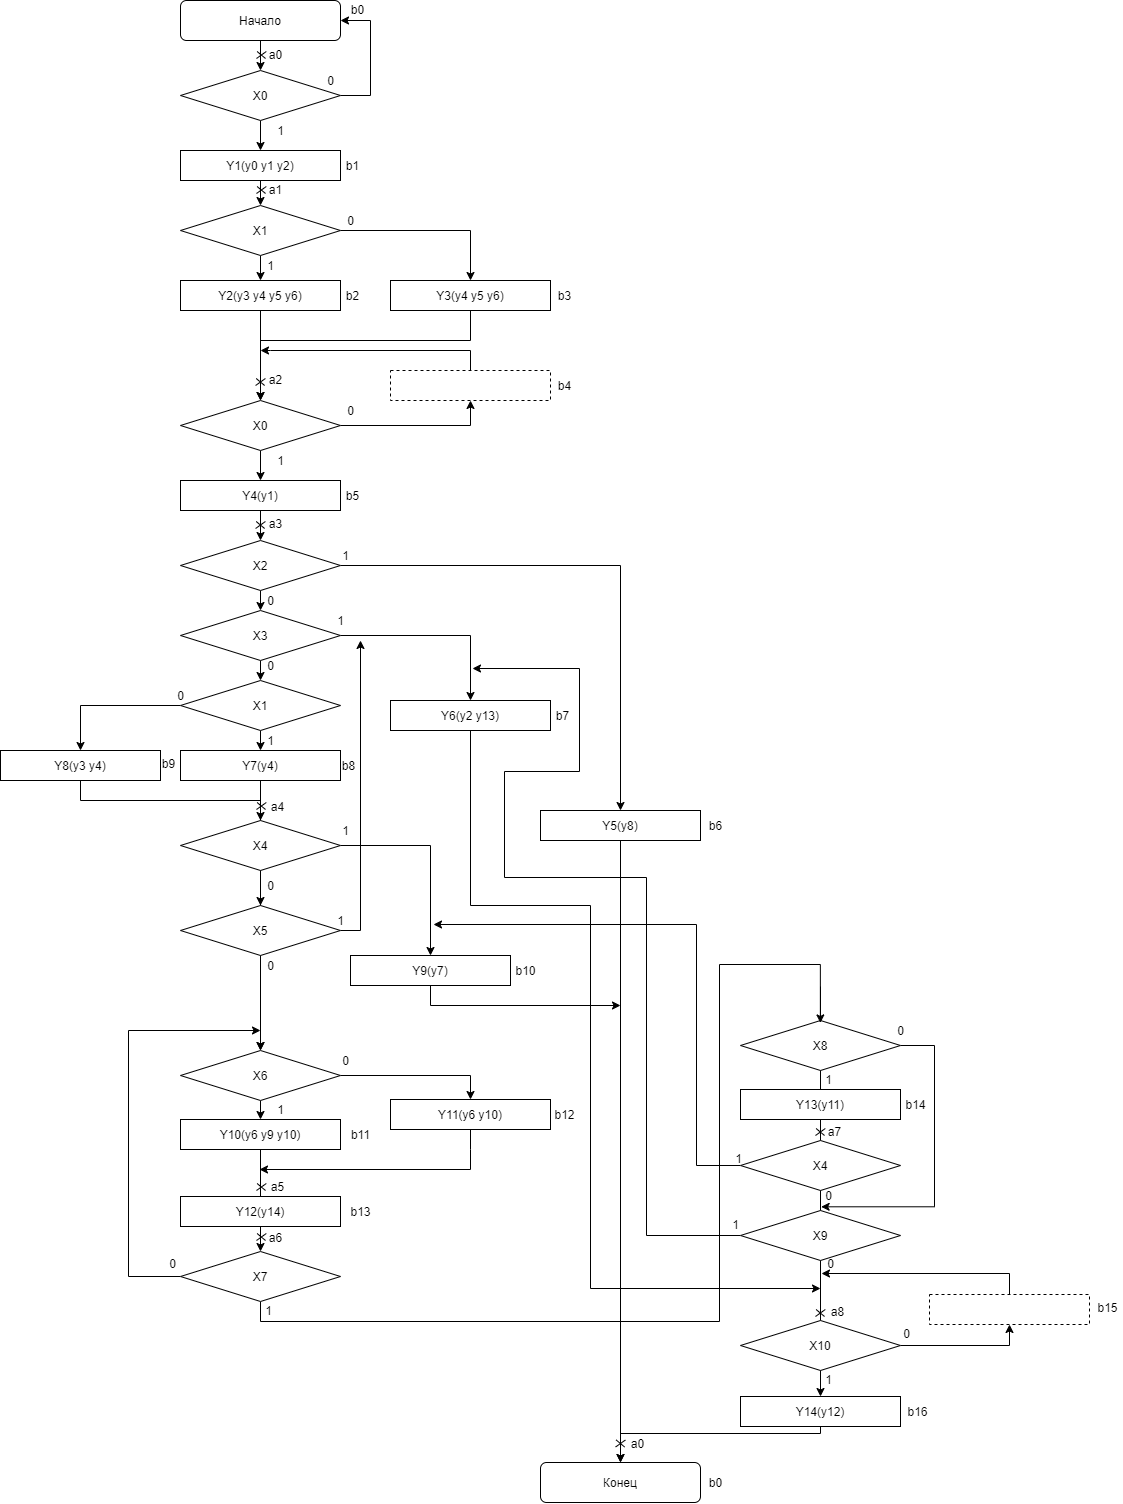 b0
Начало
a0
0
X0
1
Y1(y0 y1 y2)
b1
a1
0
X1
1
Y2(y3 y4 y5 y6)
b2
Y3(y4 y5 y6)
b3
a2
b4
0
X0
1
Y4(y1)
b5
a3
1
X2
0
1
X3
0
0
X1
Y6(y2 y13)
b7
1
Y8(y3 y4)
b9
Y7(y4)
b8
a4
1
Y5(y8)
b6
X4
0
1
X5
0
Y9(y7)
b10
0
X8
0
X6
1
1
Y13(y11)
b14
Y11(y6 y10)
b12
Y10(y6 y9 y10)
b11
a7
1
X4
a5
0
Y12(y14)
b13
1
X9
a6
0
X7
0
1
b15
a8
0
X10
1
Y14(y12)
b16
a0
Конец
b0